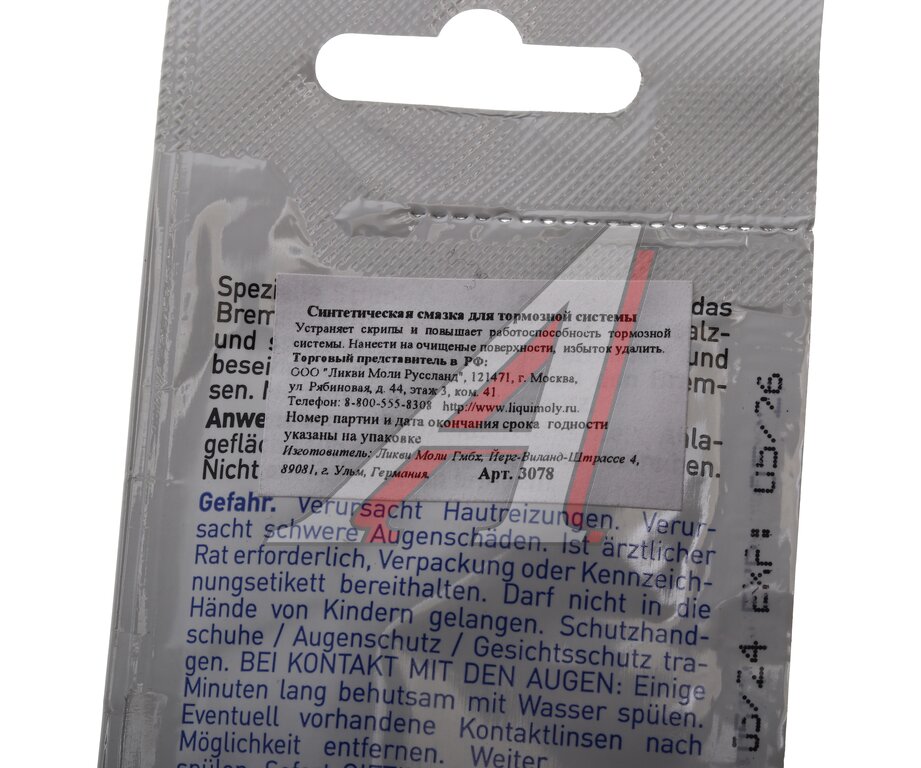 Spezi
das
Brem
alz-
und
und
besei
em-
sen.
Anwe
geflä
la-
Nicht
en.
Синтетическая смазка для тормозной системы
Устраняет скрипы и повышает работоспособность тормозной
системы. Нанести на очищеные поверхности, избыток удалить.
Торговый представитель в РФ:
ООО "Ликви Моли Руссланд", 121471, г. Москва,
ул Рябиновая, д. 44, этаж 3, ком. 41
Телефон: 8-800-555-8308 http://www.liquimoly.ru.
Номер партии и дата окончания срока годности
указаны на упаковке
Изготовитель: Ликви Моли Гмбх, Йерг-Виланд-Штрассе 4,
89081, г. Ульм, Германия. Арт. 3078
Gefahr. Verursacht Hautreizungen. Verur-
sacht schwere Augenschäden. Ist ärztlicher
Rat erforderlich, Verpackung oder Kennzeich-
nungsetikett bereithalten. Darf nicht in die
Hände von Kindern gelangen. Schutzhand-
schuhe / Augenschutz / Gesichtsschutz tra-
gen. BEI KONTAKT MIT DEN AUGEN: Einige
Minuten lang behutsam mit Wasser spülen.
Eventuell vorhandene Kontaktlinsen nach
Möglichkeit entfernen. Weiter
spülen. Sofort
05/24 EXP: 05/26